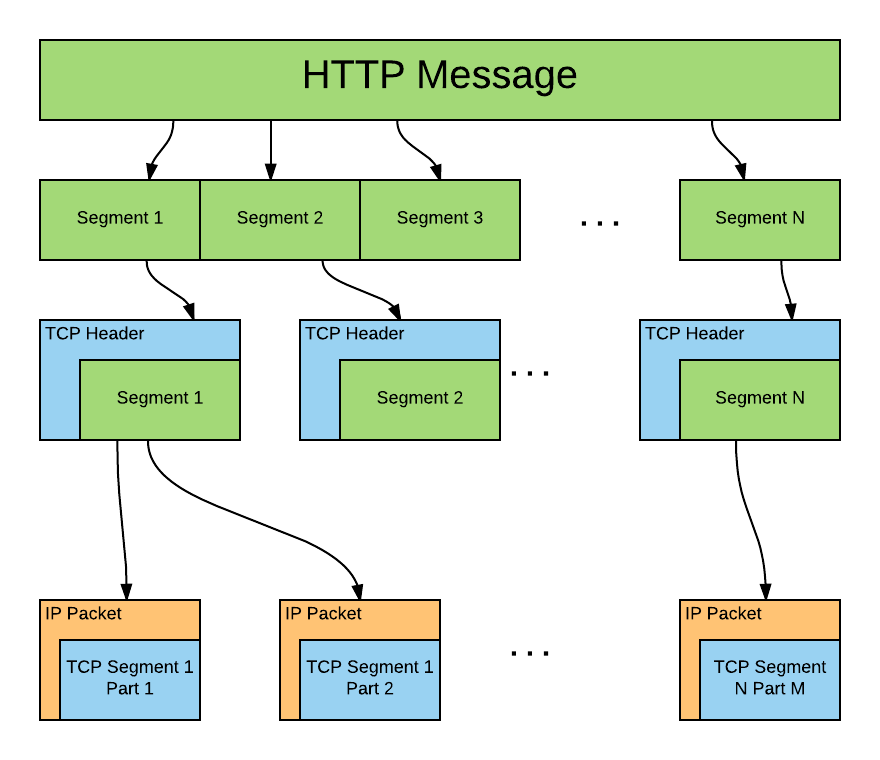 HTTP Message
Segment 1
Segment 2
Segment 3
. . .
Segment N
TCP Header
Segment 1
TCP Header
Segment 2
. . .
TCP Header
Segment N
IP Packet
TCP Segment 1
Part 1
IP Packet
TCP Segment 1
Part 2
. . .
IP Packet
TCP Segment
N Part M